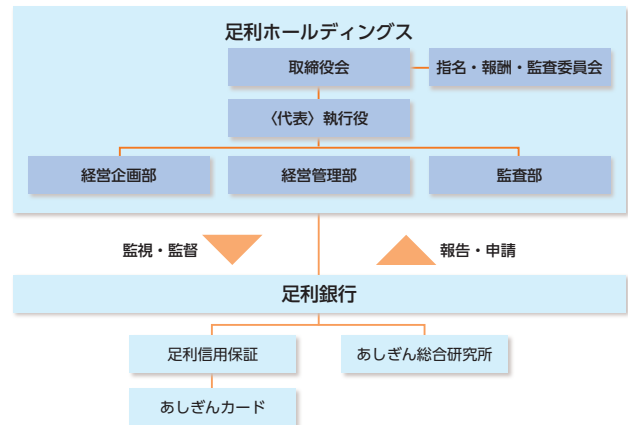 足利ホールディングス
取締役会
指名・報酬・監査委員会
〈代表〉執行役
経営企画部
経営管理部
監査部
監視・監督
報告・申請
足利銀行
足利信用保証
あしぎん総合研究所
あしぎんカード